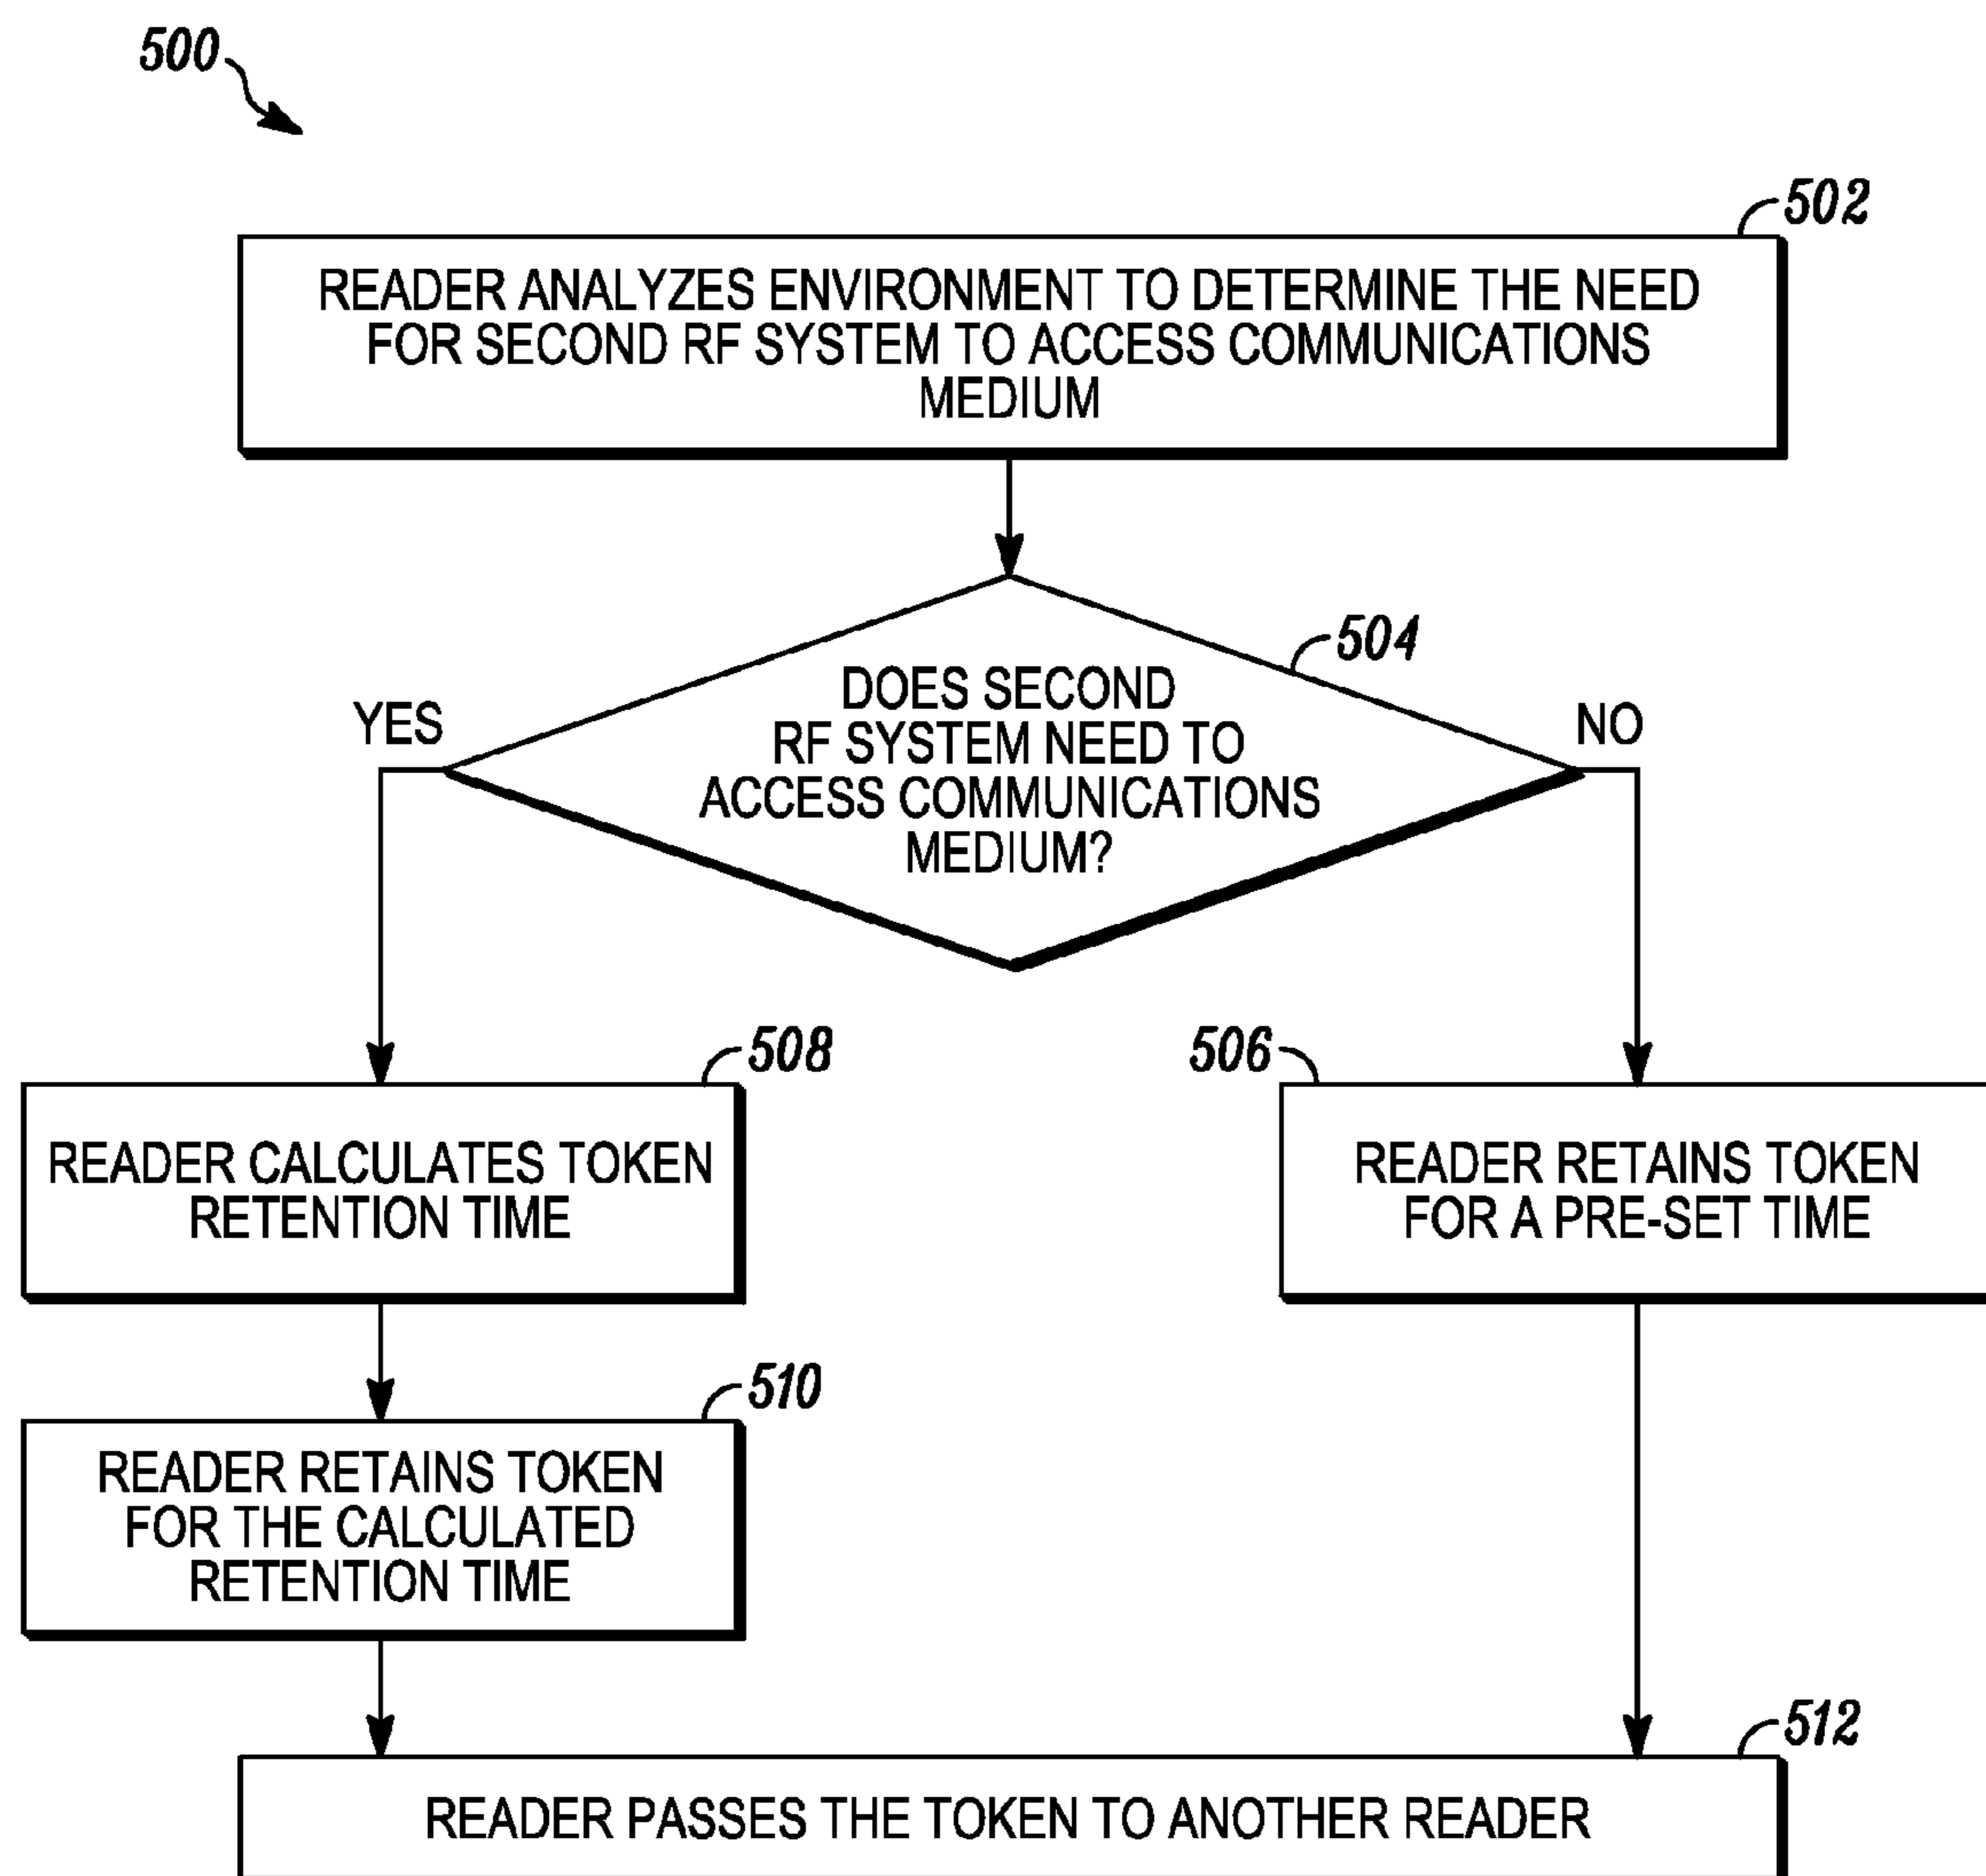 500
502
READER ANALYZES ENVIRONMENT TO DETERMINE THE NEED
FOR SECOND RF SYSTEM TO ACCESS COMMUNICATIONS
MEDIUM
504
DOES SECOND
RF SYSTEM NEED TO
ACCESS COMMUNICATIONS
MEDIUM?
YES
NO
508
READER CALCULATES TOKEN
RETENTION TIME
506
READER RETAINS TOKEN
FOR A PRE-SET TIME
510
READER RETAINS TOKEN
FOR THE CALCULATED
RETENTION TIME
512
READER PASSES THE TOKEN TO ANOTHER READER